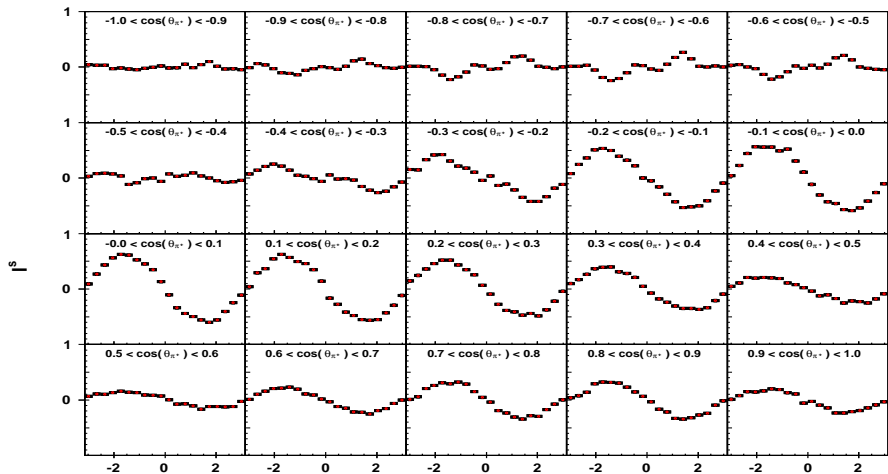 1
-1.0 < cos(θπ+) < -0.9
-0.9 < cos(θπ+) < -0.8
-0.8 < cos(θπ+) < -0.7
-0.7 < cos(θπ+) < -0.6
-0.6 < cos(θπ+) < -0.5
0
1
-0.5 < cos(θπ+) < -0.4
-0.4 < cos(θπ+) < -0.3
-0.3 < cos(θπ+) < -0.2
-0.2 < cos(θπ+) < -0.1
-0.1 < cos(θπ+) < 0.0
0
Is
1
-0.0 < cos(θπ+) < 0.1
0.1 < cos(θπ+) < 0.2
0.2 < cos(θπ+) < 0.3
0.3 < cos(θπ+) < 0.4
0.4 < cos(θπ+) < 0.5
0
1
0.5 < cos(θπ+) < 0.6
0.6 < cos(θπ+) < 0.7
0.7 < cos(θπ+) < 0.8
0.8 < cos(θπ+) < 0.9
0.9 < cos(θπ+) < 1.0
0
-2 0 2 -2 0 2 -2 0 2 -2 0 2 -2 0 2